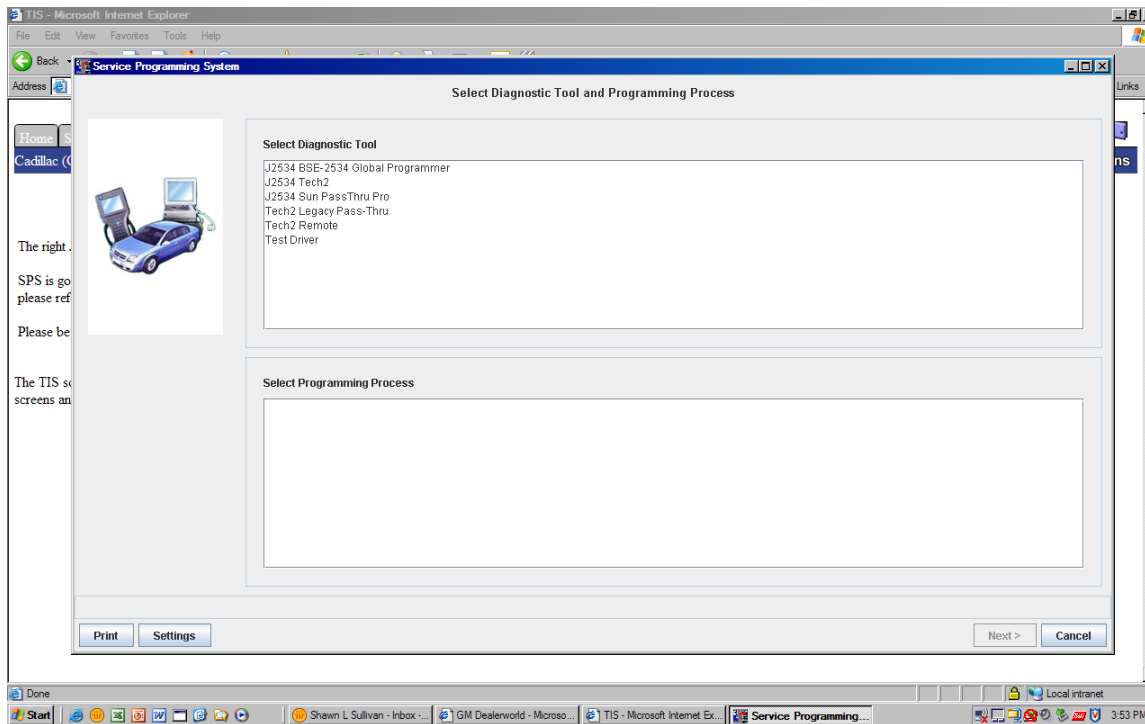 TIS - Microsoft Internet Explorer
File Edit View Favorites Tools Help
Back
Address
Links
Service Programming System
Select Diagnostic Tool and Programming Process
Home S
Cadillac (C
ns
Select Diagnostic Tool
J2534 BSE-2534 Global Programmer
J2534 Tech2
J2534 Sun PassThru Pro
Tech2 Legacy Pass-Thru
Tech2 Remote
Test Driver
The right
SPS is go
please ref
Please be
The TIS sc
screens an
Select Programming Process
Print Settings Next > Cancel
Done Local intranet
Start Shawn L Sullivan - Inbox -... GM Dealerworld - Microso... TIS - Microsoft Internet Ex... Service Programming... 3:53 PM